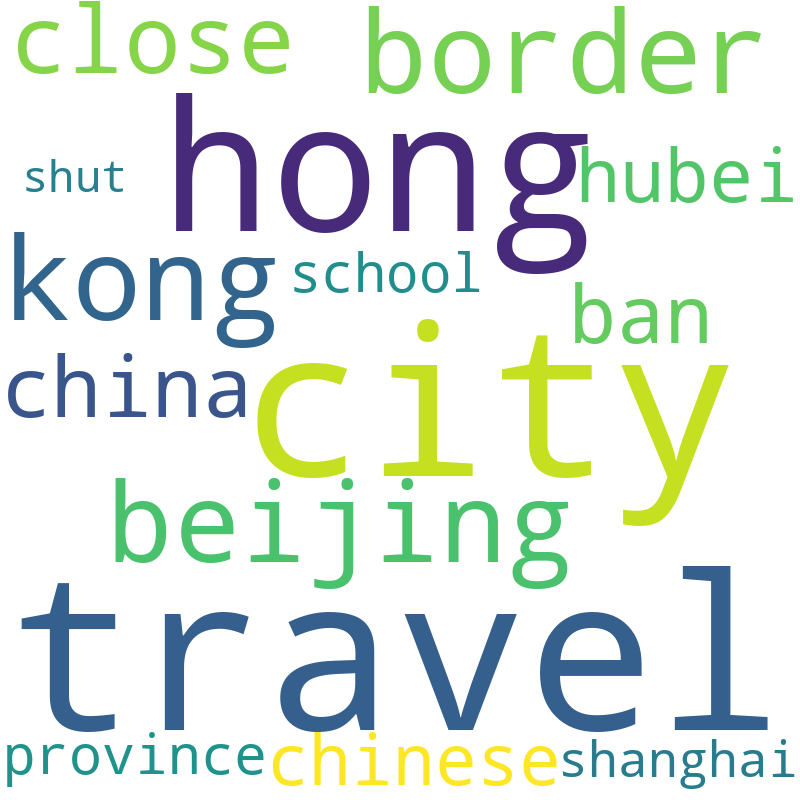 close border
hong
shut hubei
kong school ban
china city
beijing
travel
province chinese shanghai